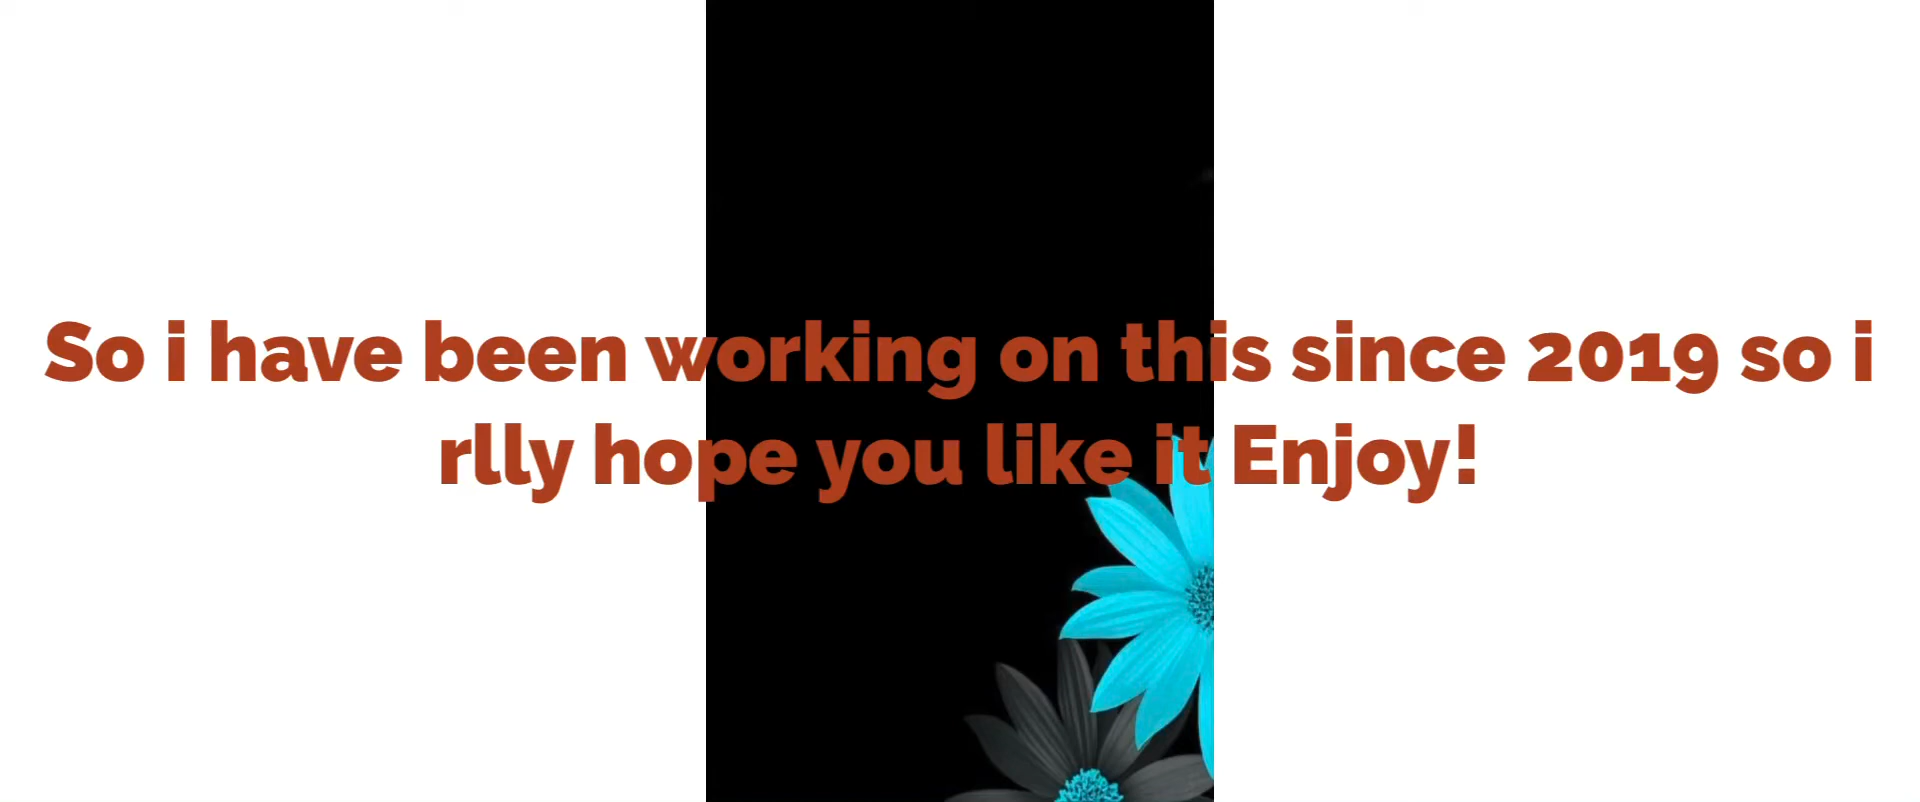 So i have been working on this since 2019 so i
rlly hope you like it Enjoy!